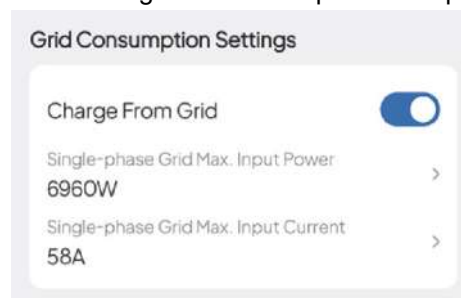 Grid Consumption Settings
Charge From Grid
Single-phase Grid Max. Input Power
6960W
Single-phase Grid Max. Input Current
58A